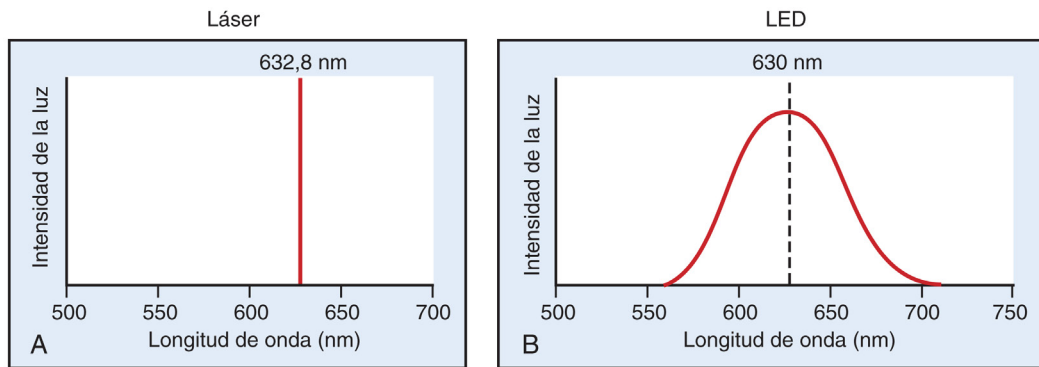 Láser
632,8 nm
Intensidad de la luz
500 550 600 650 700
Longitud de onda (nm)
A
LED
630 nm
Intensidad de la luz
500 550 600 650 700 750
Longitud de onda (nm)
B